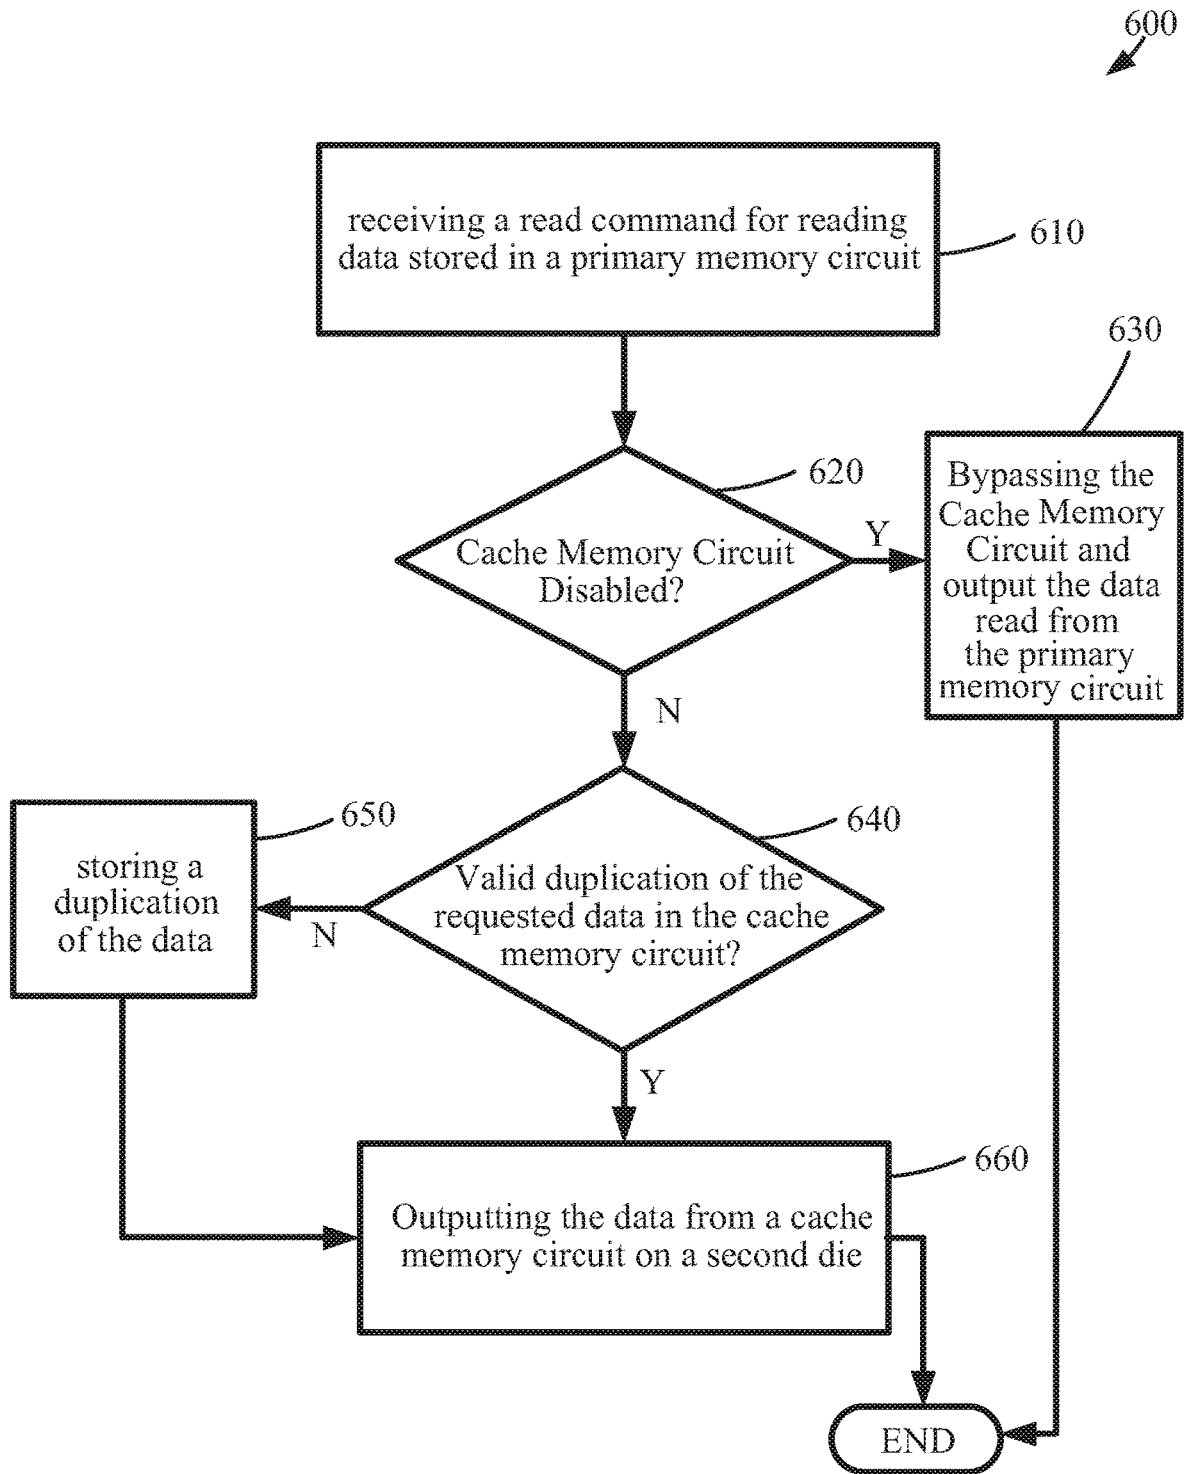 600
receiving a read command for reading
data stored in a primary memory circuit
610
630
620
Cache Memory Circuit
Disabled?
Y
Bypassing the
Cache Memory
Circuit and
output the data
read from
the primary
memory circuit
N
650
storing a
duplication
of the data
640
Valid duplication of the
requested data in the cache
memory circuit?
N
Y
660
Outputting the data from a cache
memory circuit on a second die
END